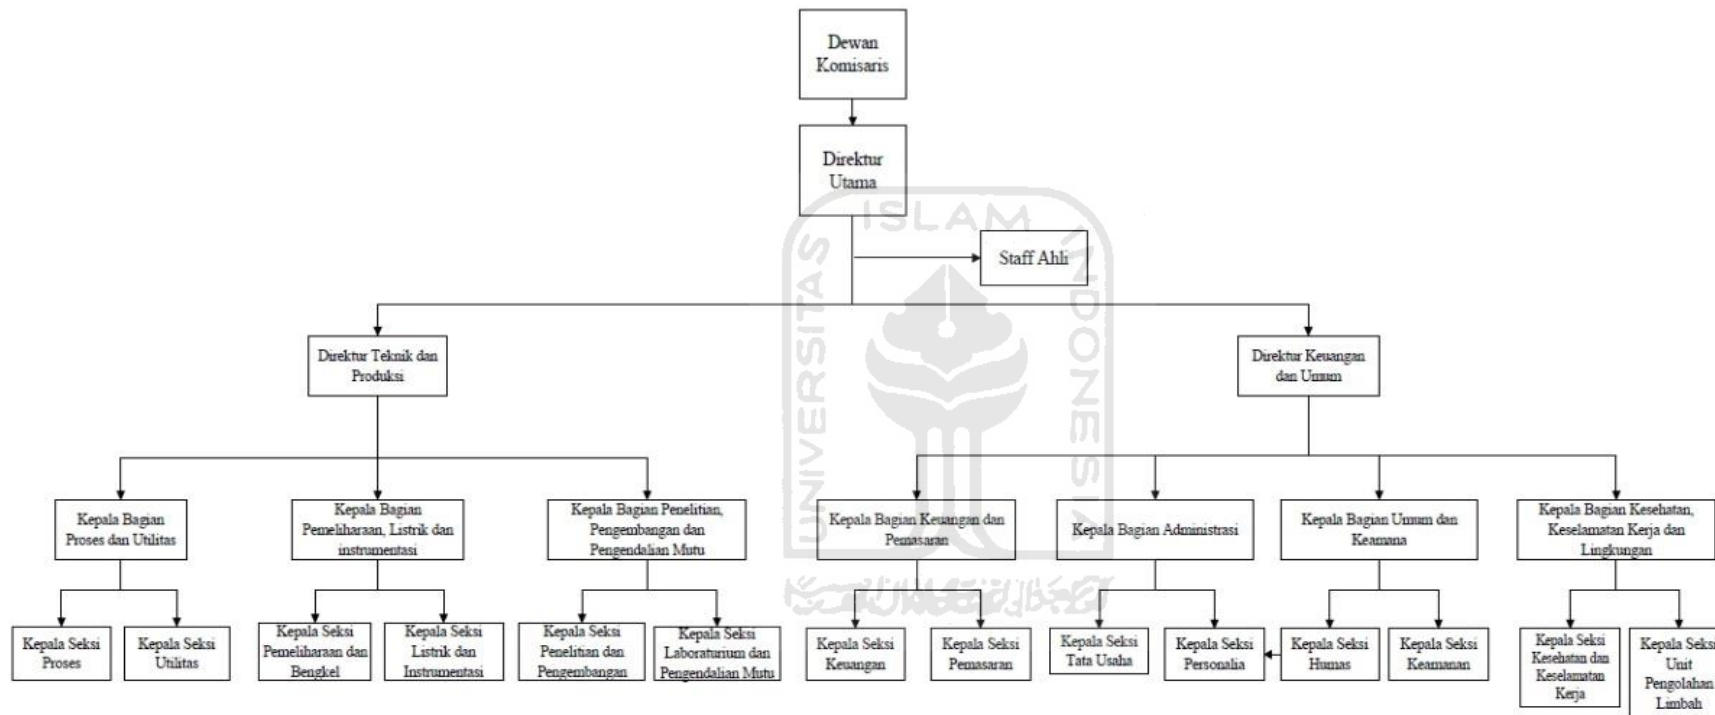 Dewan
Komisaris
Direktur
Utama
Staff Ahli
Direktur Teknik dan
Produksi
Direktur Keuangan
dan Umum
Kepala Bagian
Proses dan Utilitas
Kepala Bagian
Pemeliharaan, Listrik dan
instrumentasi
Kepala Bagian Penelitian,
Pengembangan dan
Pengendalian Mutu
Kepala Bagian Keuangan dan
Pemasaran
Kepala Bagian Administrasi
Kepala Bagian Umum dan
Keamana
Kepala Bagian Kesehatan,
Keselamatan Kerja dan
Lingkungan
Kepala Seksi
Proses
Kepala Seksi
Utilitas
Kepala Seksi
Pemeliharaan dan
Bengkel
Kepala Seksi
Listrik dan
Instrumentasi
Kepala Seksi
Penelitian dan
Pengembangan
Kepala Seksi
Laboraturium dan
Pengendalian Mutu
Kepala Seksi
Keuangan
Kepala Seksi
Pemasaran
Kepala Seksi
Tata Usaha
Kepala Seksi
Personalia
Kepala Seksi
Humas
Kepala Seksi
Keamanan
Kepala Seksi
Kesehatan dan
Keselamatan
Kerja
Kepala Seksi
Unit
Pengolahan
Limbah
UNIVERSITAS
ISLAM
INDONESIA